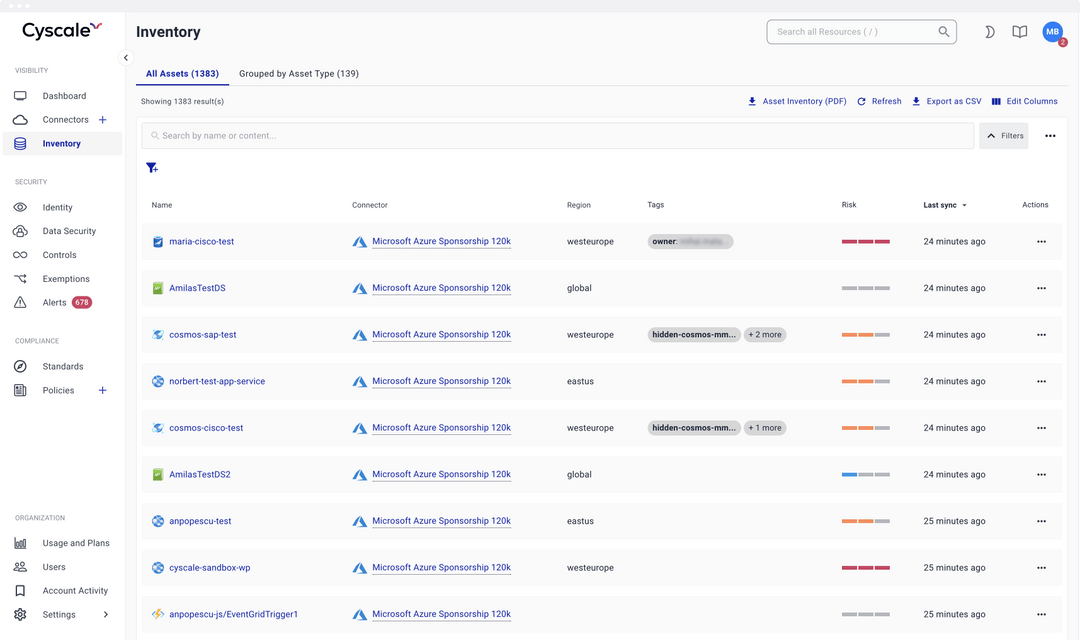 Cyscale
Inventory
Search all Resources ( / )
MB
2
VISIBILITY
Dashboard
Connectors +
Inventory
SECURITY
Identity
Data Security
Controls
Exemptions
Alerts 678
COMPLIANCE
Standards
Policies +
ORGANIZATION
Usage and Plans
Users
Account Activity
Settings
All Assets (1383) Grouped by Asset Type (139)
Showing 1383 result(s) Asset Inventory (PDF) Refresh Export as CSV Edit Columns
Search by name or content... Filters
Name Connector Region Tags Risk Last sync Actions
maria-cisco-test Microsoft Azure Sponsorship 120k westeurope owner: 24 minutes ago
AmilasTestDS Microsoft Azure Sponsorship 120k global 24 minutes ago
cosmos-sap-test Microsoft Azure Sponsorship 120k westeurope hidden-cosmos-mm... + 2 more 24 minutes ago
norbert-test-app-service Microsoft Azure Sponsorship 120k eastus 24 minutes ago
cosmos-cisco-test Microsoft Azure Sponsorship 120k westeurope hidden-cosmos-mm... + 1 more 24 minutes ago
AmilasTestDS2 Microsoft Azure Sponsorship 120k global 24 minutes ago
anpopescu-test Microsoft Azure Sponsorship 120k eastus 25 minutes ago
cyscale-sandbox-wp Microsoft Azure Sponsorship 120k westeurope 25 minutes ago
anpopescu-js/EventGridTrigger1 Microsoft Azure Sponsorship 120k 25 minutes ago